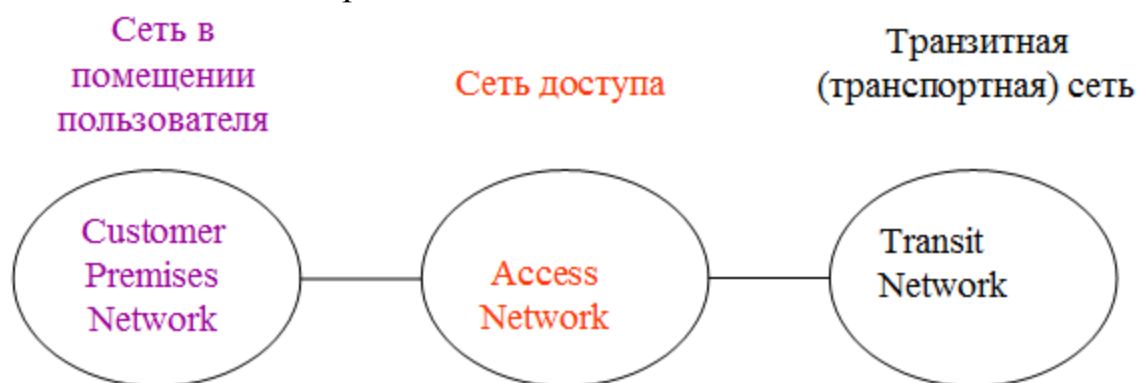 Сеть в
помещении
пользователя
Сеть доступа
Транзитная
(транспортная) сеть
Customer
Premises
Network
Access
Network
Transit
Network